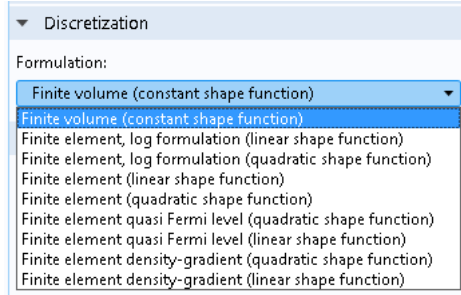 Discretization
Formulation:
Finite volume (constant shape function)
Finite volume (constant shape function)
Finite element, log formulation (linear shape function)
Finite element, log formulation (quadratic shape function)
Finite element (linear shape function)
Finite element (quadratic shape function)
Finite element quasi Fermi level (quadratic shape function)
Finite element quasi Fermi level (linear shape function)
Finite element density-gradient (quadratic shape function)
Finite element density-gradient (linear shape function)